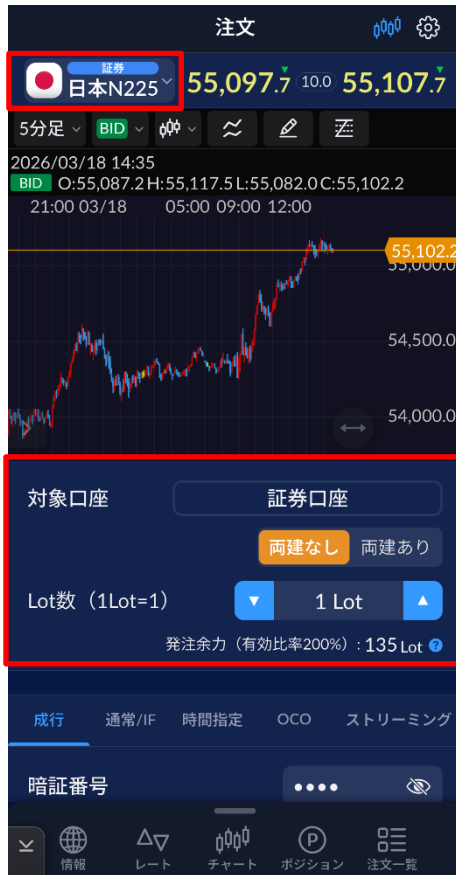 注文
証券
日本N225
55,097.7 10.0 55,107.7
5分足 BID
2026/03/18 14:35
BID O:55,087.2 H:55,117.5 L:55,082.0 C:55,102.2
21:00 03/18 05:00 09:00 12:00
55,102.2
55,000.0
54,500.0
54,000.0
対象口座 証券口座
両建なし 両建あり
Lot数（1Lot=1） 1 Lot
発注余力（有効比率200%）: 135 Lot ?
成行 通常/IF 時間指定 OCO ストリーミング
暗証番号 ••••
情報 レート チャート ポジション 注文一覧